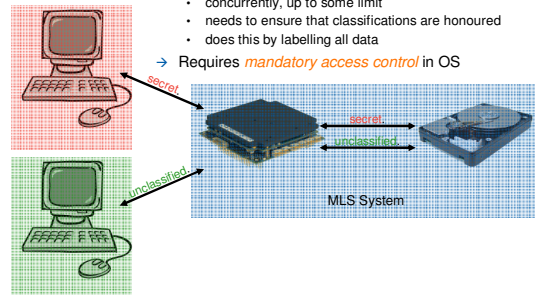 • concurrently, up to some limit
• needs to ensure that classifications are honoured
• does this by labelling all data
→ Requires mandatory access control in OS
secret.
secret.
unclassified.
unclassified.
MLS System